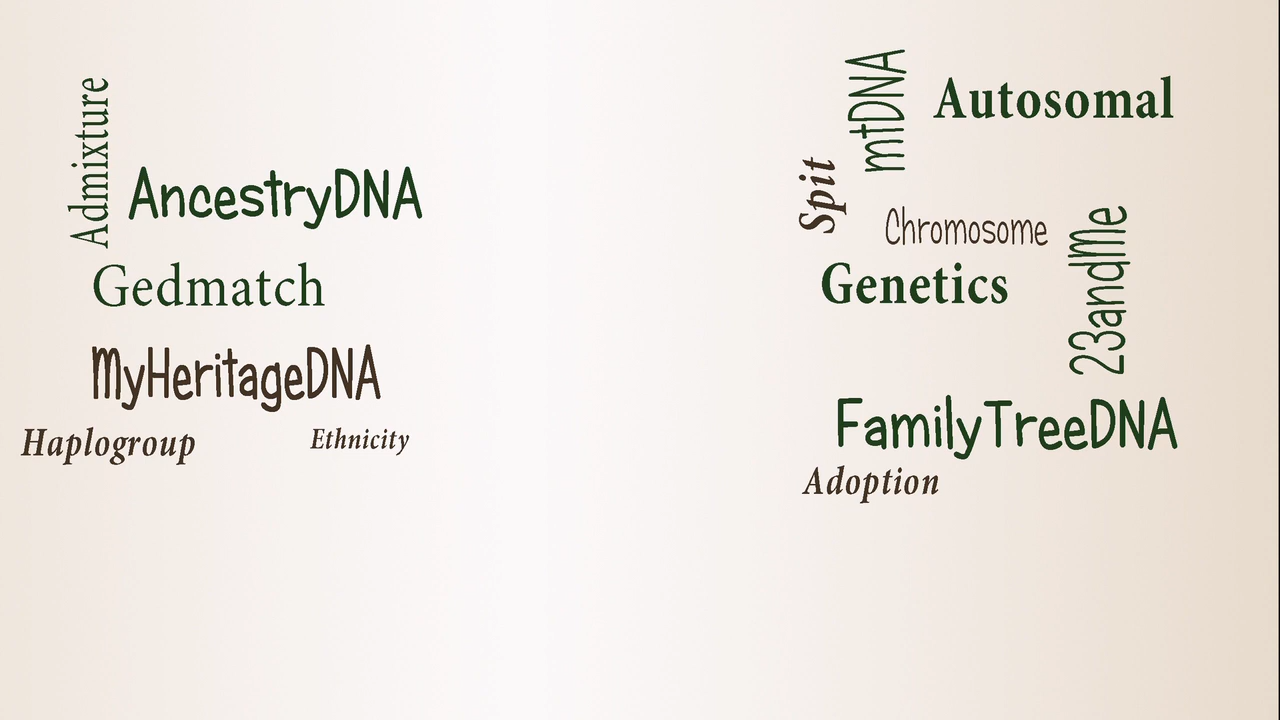 Admixture
AncestryDNA
Gedmatch
MyHeritageDNA
Haplogroup
Ethnicity
mtDNA
Autosomal
Spit
Chromosome
23andMe
Genetics
FamilyTreeDNA
Adoption